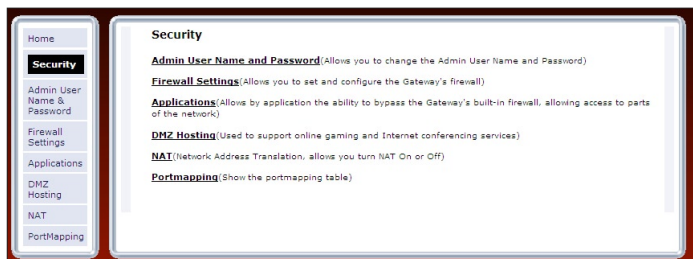 Home
Security
Admin User
Name &
Password
Firewall
Settings
Applications
DMZ
Hosting
NAT
PortMapping
Security
Admin User Name and Password(Allows you to change the Admin User Name and Password)
Firewall Settings(Allows you to set and configure the Gateway's firewall)
Applications(Allows by application the ability to bypass the Gateway's built-in firewall, allowing access to parts
of the network)
DMZ Hosting(Used to support online gaming and Internet conferencing services)
NAT(Network Address Translation, allows you turn NAT On or Off)
Portmapping(Show the portmapping table)